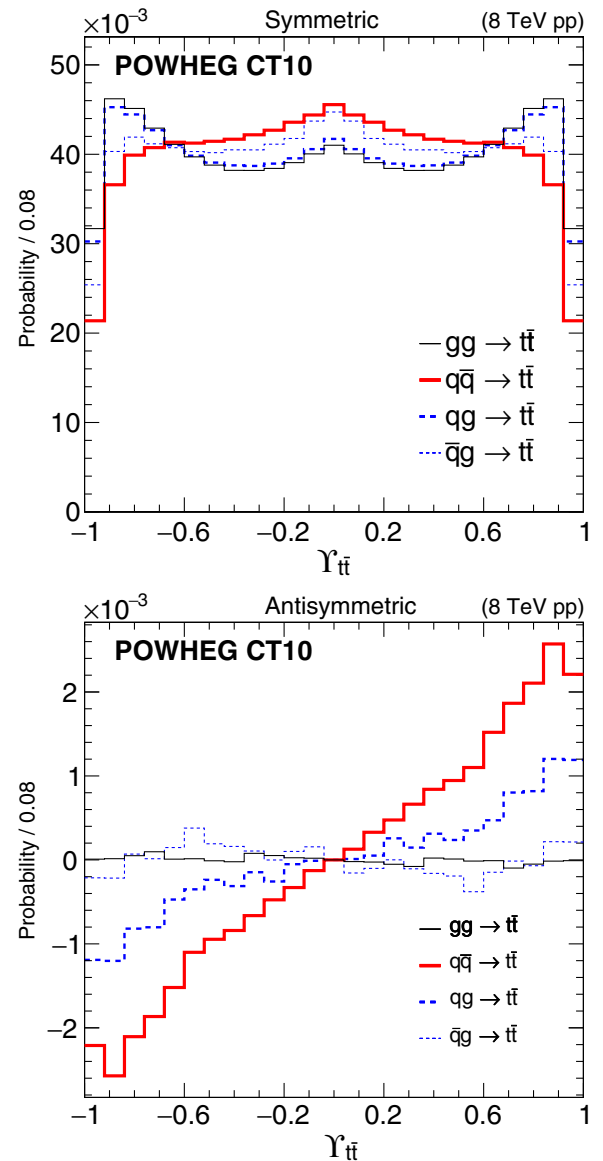 ×10⁻³ Symmetric (8 TeV pp)
POWHEG CT10
50
40
30
20
10
0
Probability / 0.08
gg → tt̄
qq̄ → tt̄
qg → tt̄
q̄g → tt̄
−1 −0.6 −0.2 0.2 0.6 1
ϒtt̄
×10⁻³ Antisymmetric (8 TeV pp)
POWHEG CT10
2
1
0
−1
−2
Probability / 0.08
gg → tt̄
qq̄ → tt̄
qg → tt̄
q̄g → tt̄
−1 −0.6 −0.2 0.2 0.6 1
ϒtt̄